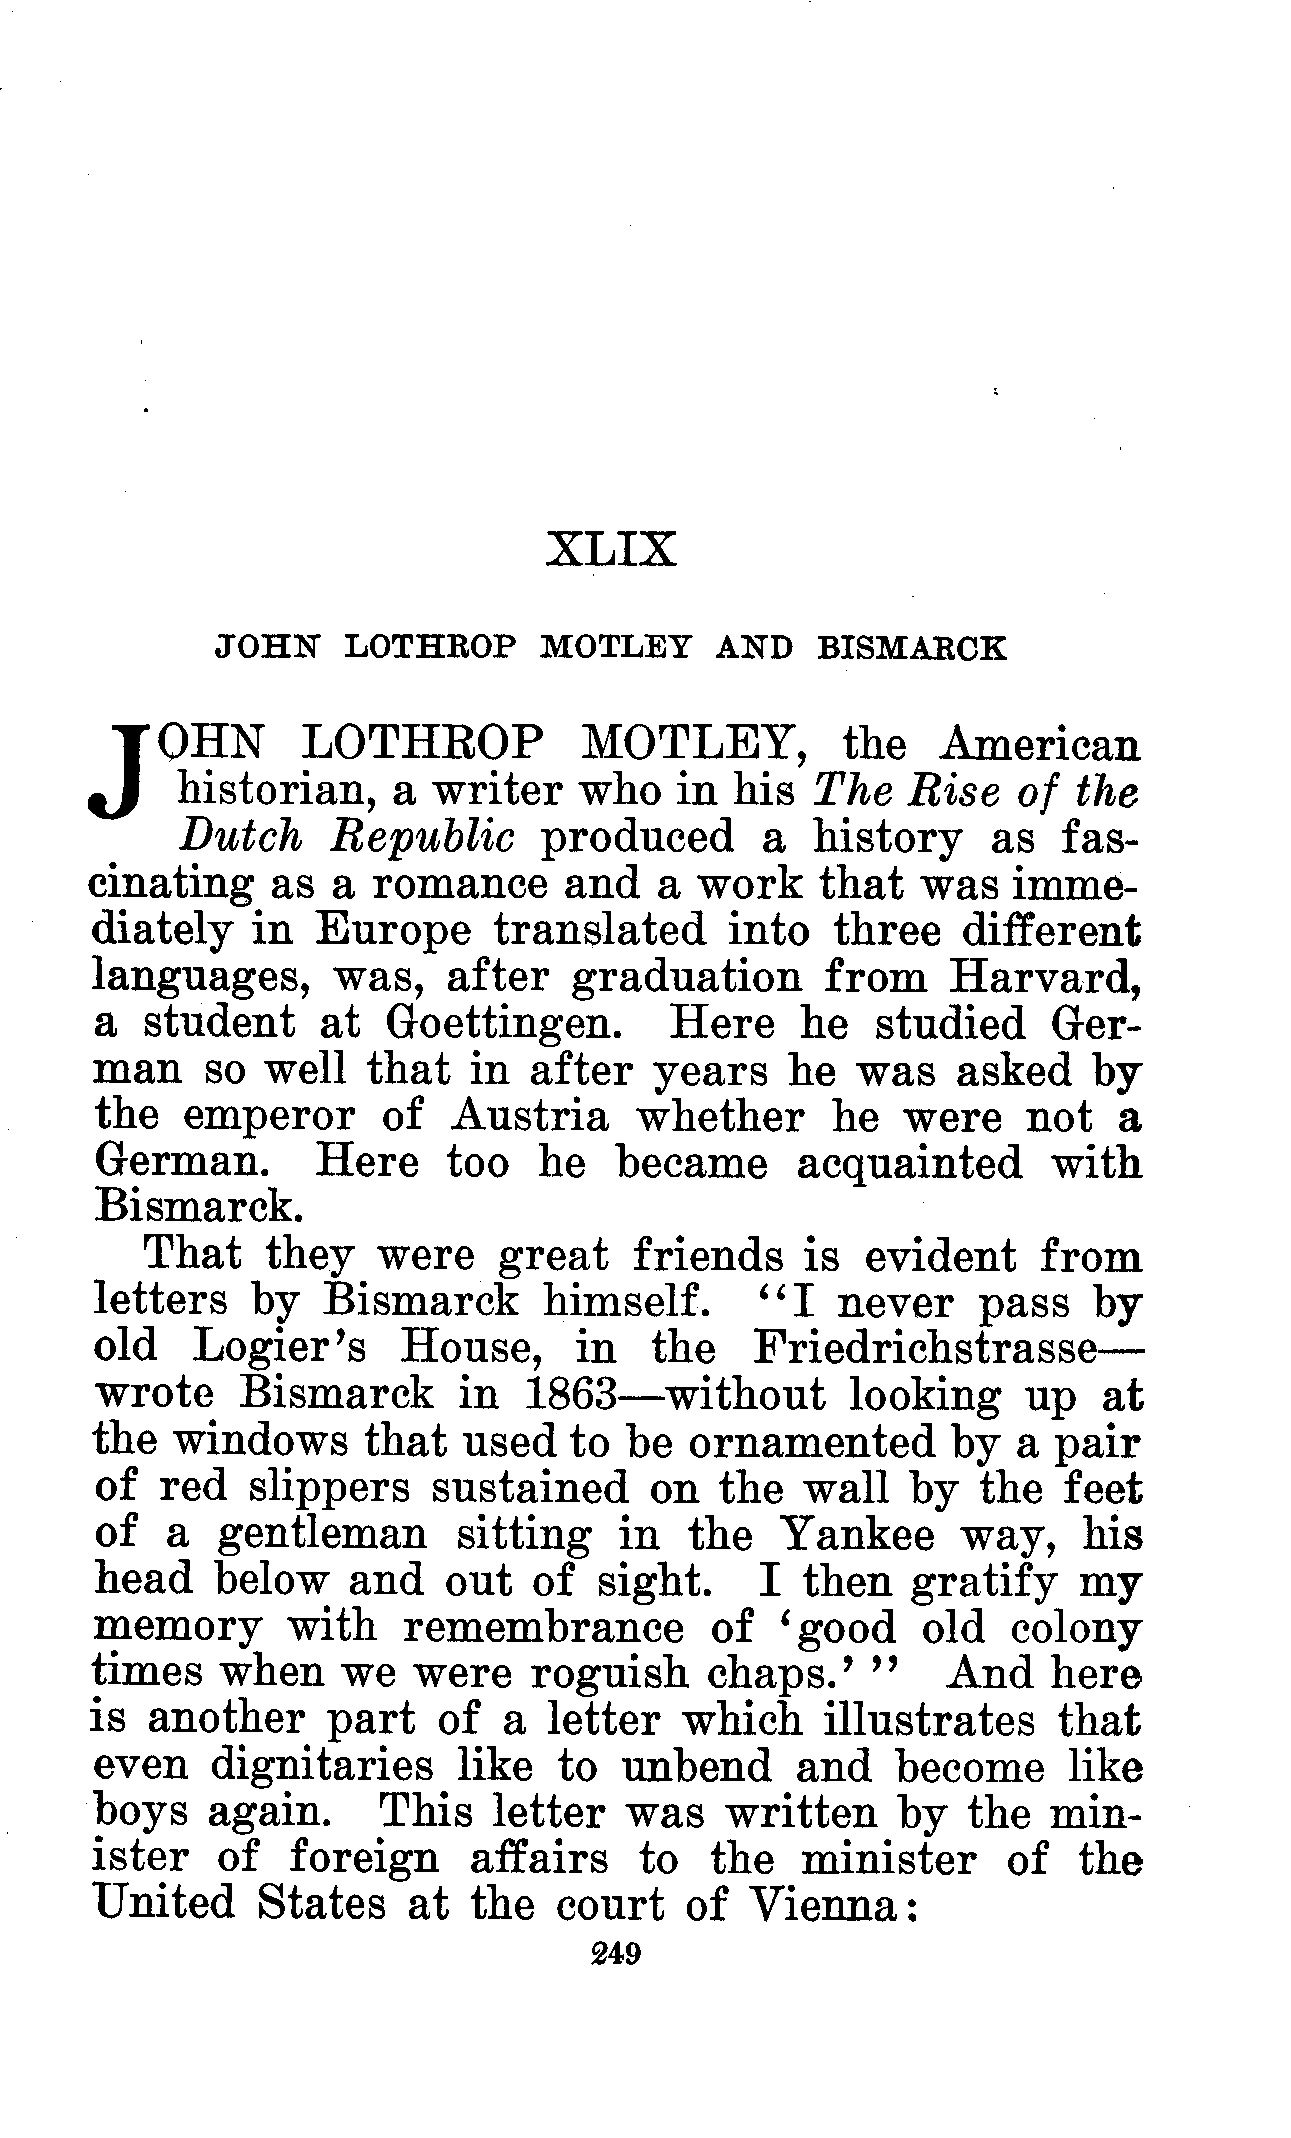 XLIX
JOHN LOTHROP MOTLEY AND BISMARCK
JOHN LOTHROP MOTLEY, the American
historian, a writer who in his The Rise of the
Dutch Republic produced a history as fas-
cinating as a romance and a work that was imme-
diately in Europe translated into three different
languages, was, after graduation from Harvard,
a student at Goettingen. Here he studied Ger-
man so well that in after years he was asked by
the emperor of Austria whether he were not a
German. Here too he became acquainted with
Bismarck.
That they were great friends is evident from
letters by Bismarck himself. "I never pass by
old Logier's House, in the Friedrichstrasse—
wrote Bismarck in 1863—without looking up at
the windows that used to be ornamented by a pair
of red slippers sustained on the wall by the feet
of a gentleman sitting in the Yankee way, his
head below and out of sight. I then gratify my
memory with remembrance of 'good old colony
times when we were roguish chaps.' " And here
is another part of a letter which illustrates that
even dignitaries like to unbend and become like
boys again. This letter was written by the min-
ister of foreign affairs to the minister of the
United States at the court of Vienna:
249